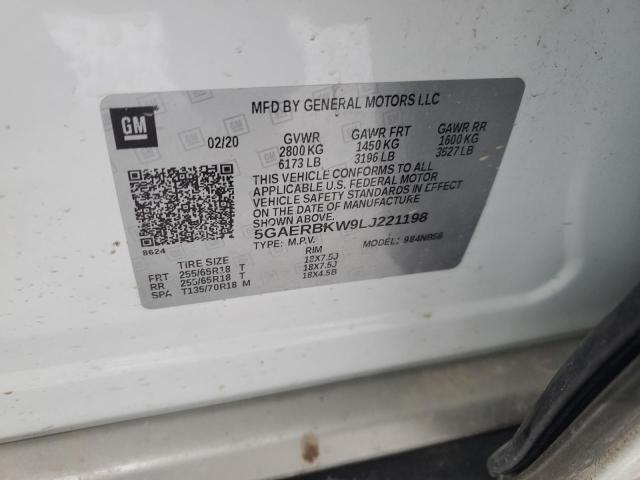 MFD BY GENERAL MOTORS LLC
GM
02/20 GVWR GAWR FRT GAWR RR
2800 KG 1450 KG 1600 KG
6173 LB 3196 LB 3527 LB
THIS VEHICLE CONFORMS TO ALL
APPLICABLE U.S. FEDERAL MOTOR
VEHICLE SAFETY STANDARDS IN EFFECT
ON THE DATE OF MANUFACTURE
SHOWN ABOVE.
5GAERBKW9LJ221198
TYPE: M.P.V. MODEL: 984NB56
8624
TIRE SIZE RIM
FRT 255/65R18 T 18X7.5J
RR 255/65R18 T 18X7.5J
SPA T135/70R18 M 18X4.5B